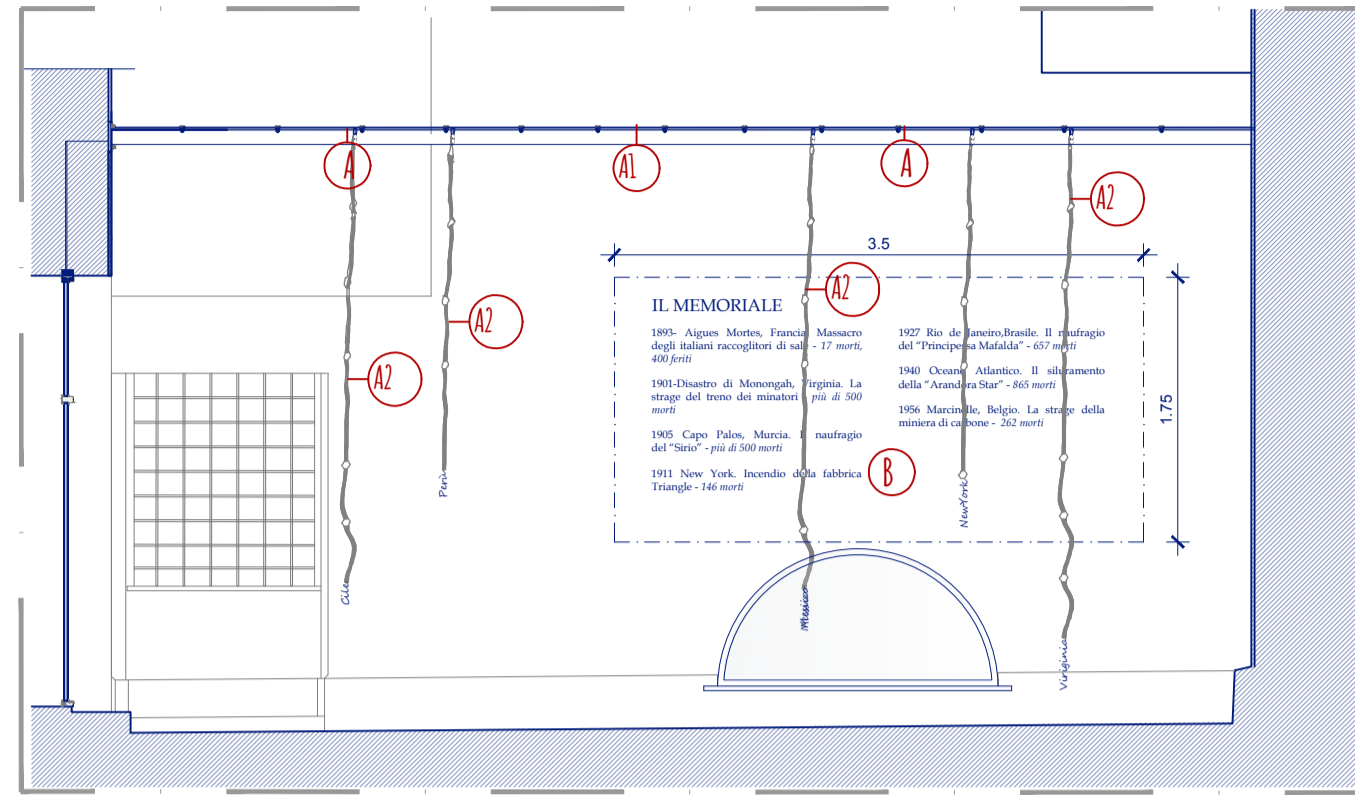 A
A1
A
A2
3.5
A2
A2
A2
1.75
IL MEMORIALE
1893- Aigues Mortes, Francia. Massacro
degli italiani raccoglitori di sale - 17 morti,
400 feriti
1901-Disastro di Monongah, Virginia. La
strage del treno dei minatori - più di 500
morti
1905 Capo Palos, Murcia. Il naufragio
del “Sirio” - più di 500 morti
1911 New York. Incendio della fabbrica
Triangle - 146 morti
1927 Rio de Janeiro,Brasile. Il naufragio
del “Principessa Mafalda” - 657 morti
1940 Oceano Atlantico. Il siluramento
della “Arandora Star” - 865 morti
1956 Marcinelle, Belgio. La strage della
miniera di carbone - 262 morti
B
Cile
Perù
Messico
NewYork
Viriginia